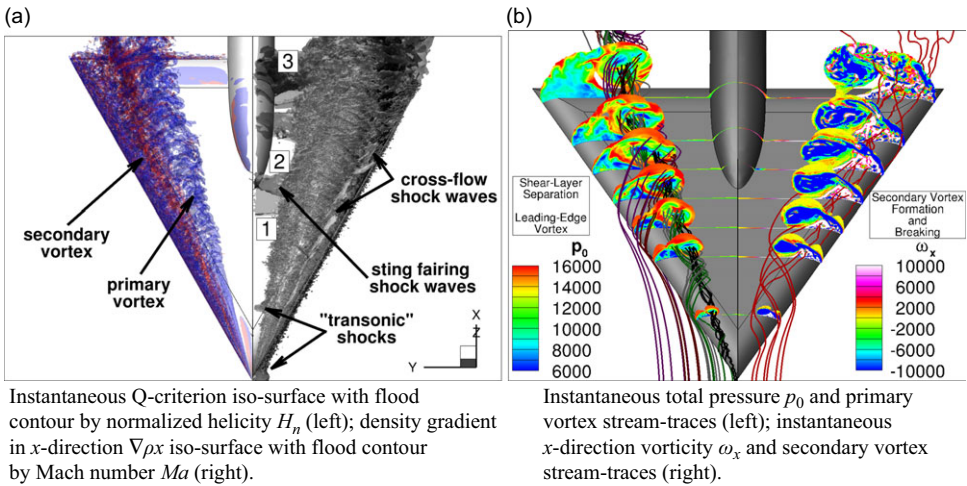 (a)
3
2
1
cross-flow
shock waves
secondary
vortex
primary
vortex
sting fairing
shock waves
"transonic"
shocks
X
Z
Y
Instantaneous Q-criterion iso-surface with flood
contour by normalized helicity Hn (left); density gradient
in x-direction ∇ρx iso-surface with flood contour
by Mach number Ma (right).
(b)
Shear-Layer
Separation
Leading-Edge
Vortex
p0
16000
14000
12000
10000
8000
6000
Secondary Vortex
Formation
and
Breaking
ωx
10000
6000
2000
-2000
-6000
-10000
Instantaneous total pressure p0 and primary
vortex stream-traces (left); instantaneous
x-direction vorticity ωx and secondary vortex
stream-traces (right).